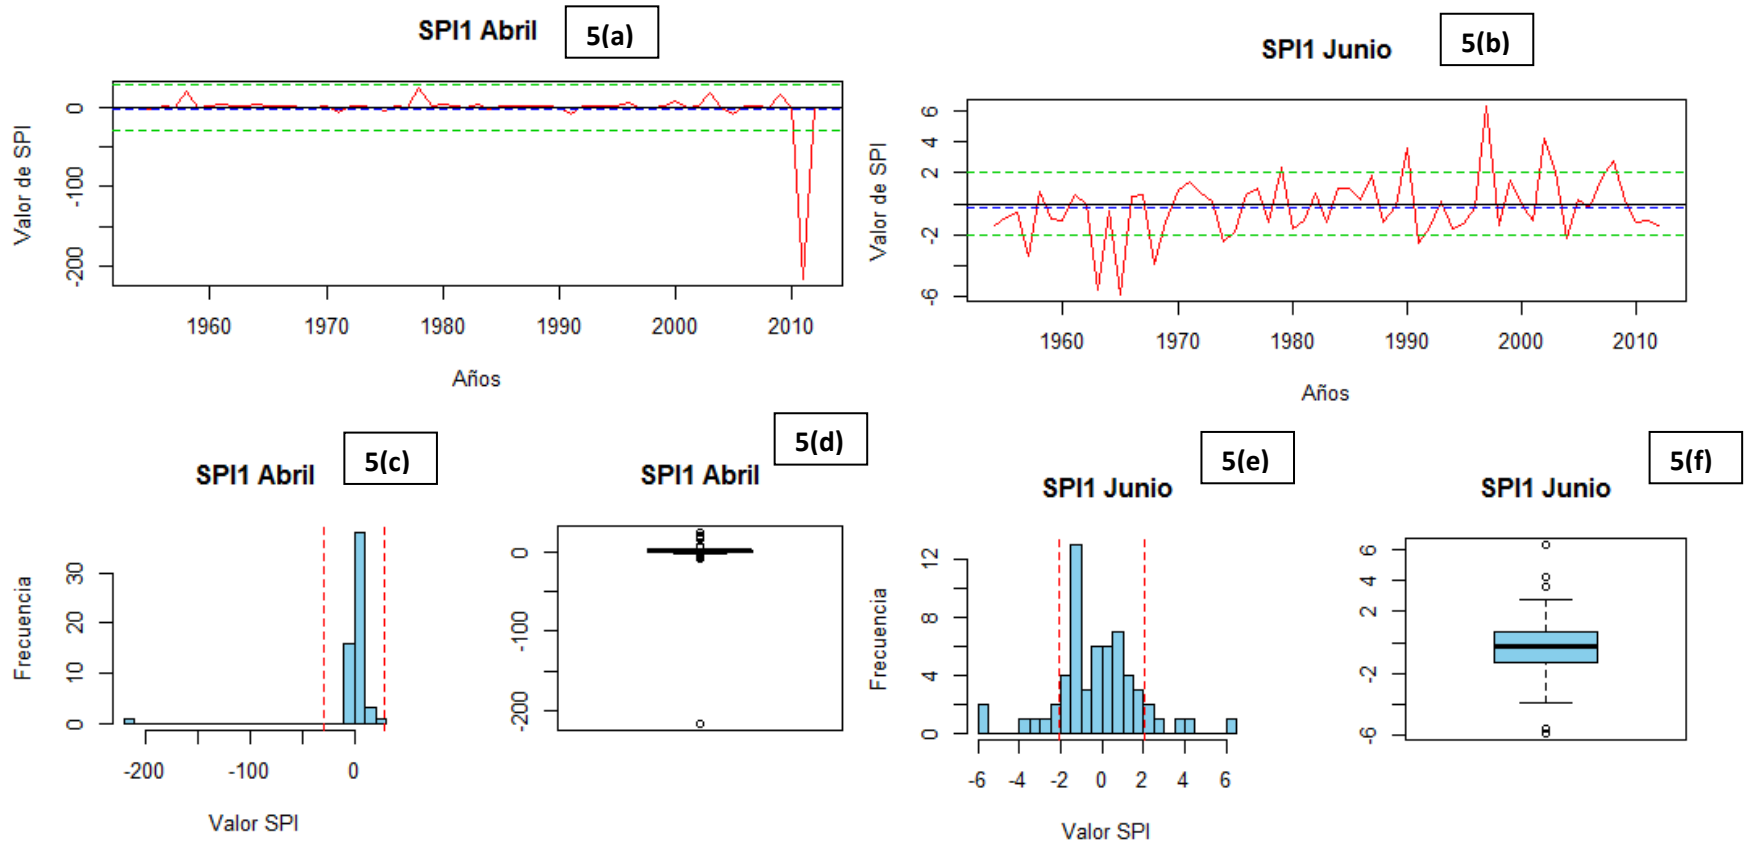 SPI1 Abril
5(a)
Valor de SPI
0
-100
-200
1960 1970 1980 1990 2000 2010
Años
SPI1 Junio
5(b)
Valor de SPI
6
4
2
-2
-6
1960 1970 1980 1990 2000 2010
Años
SPI1 Abril
5(c)
Frecuencia
30
20
10
0
-200 -100 0
Valor SPI
SPI1 Abril
5(d)
0
-100
-200
SPI1 Junio
5(e)
Frecuencia
12
8
4
0
-6 -4 -2 0 2 4 6
Valor SPI
SPI1 Junio
5(f)
6
4
2
-2
-6